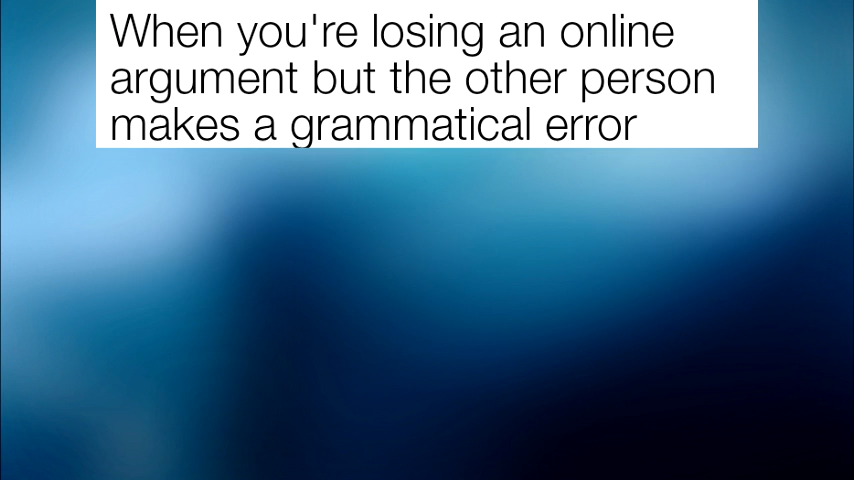 When you're losing an online
argument but the other person
makes a grammatical error